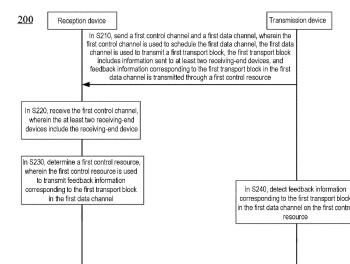 200
Reception device
Transmission device
In S210, send a first control channel and a first data channel, wherein the
first control channel is used to schedule the first data channel, the first data
channel is used to transmit a first transport block, the first transport block
includes information sent to at least two receiving-end devices, and
feedback information corresponding to the first transport block in the first
data channel is transmitted through a first control resource
In S220, receive the first control channel,
wherein the at least two receiving-end
devices include the receiving-end device
In S230, determine a first control resource,
wherein the first control resource is used
to transmit feedback information
corresponding to the first transport block
in the first data channel
In S240, detect feedback information
corresponding to the first transport block
in the first data channel on the first control
resource